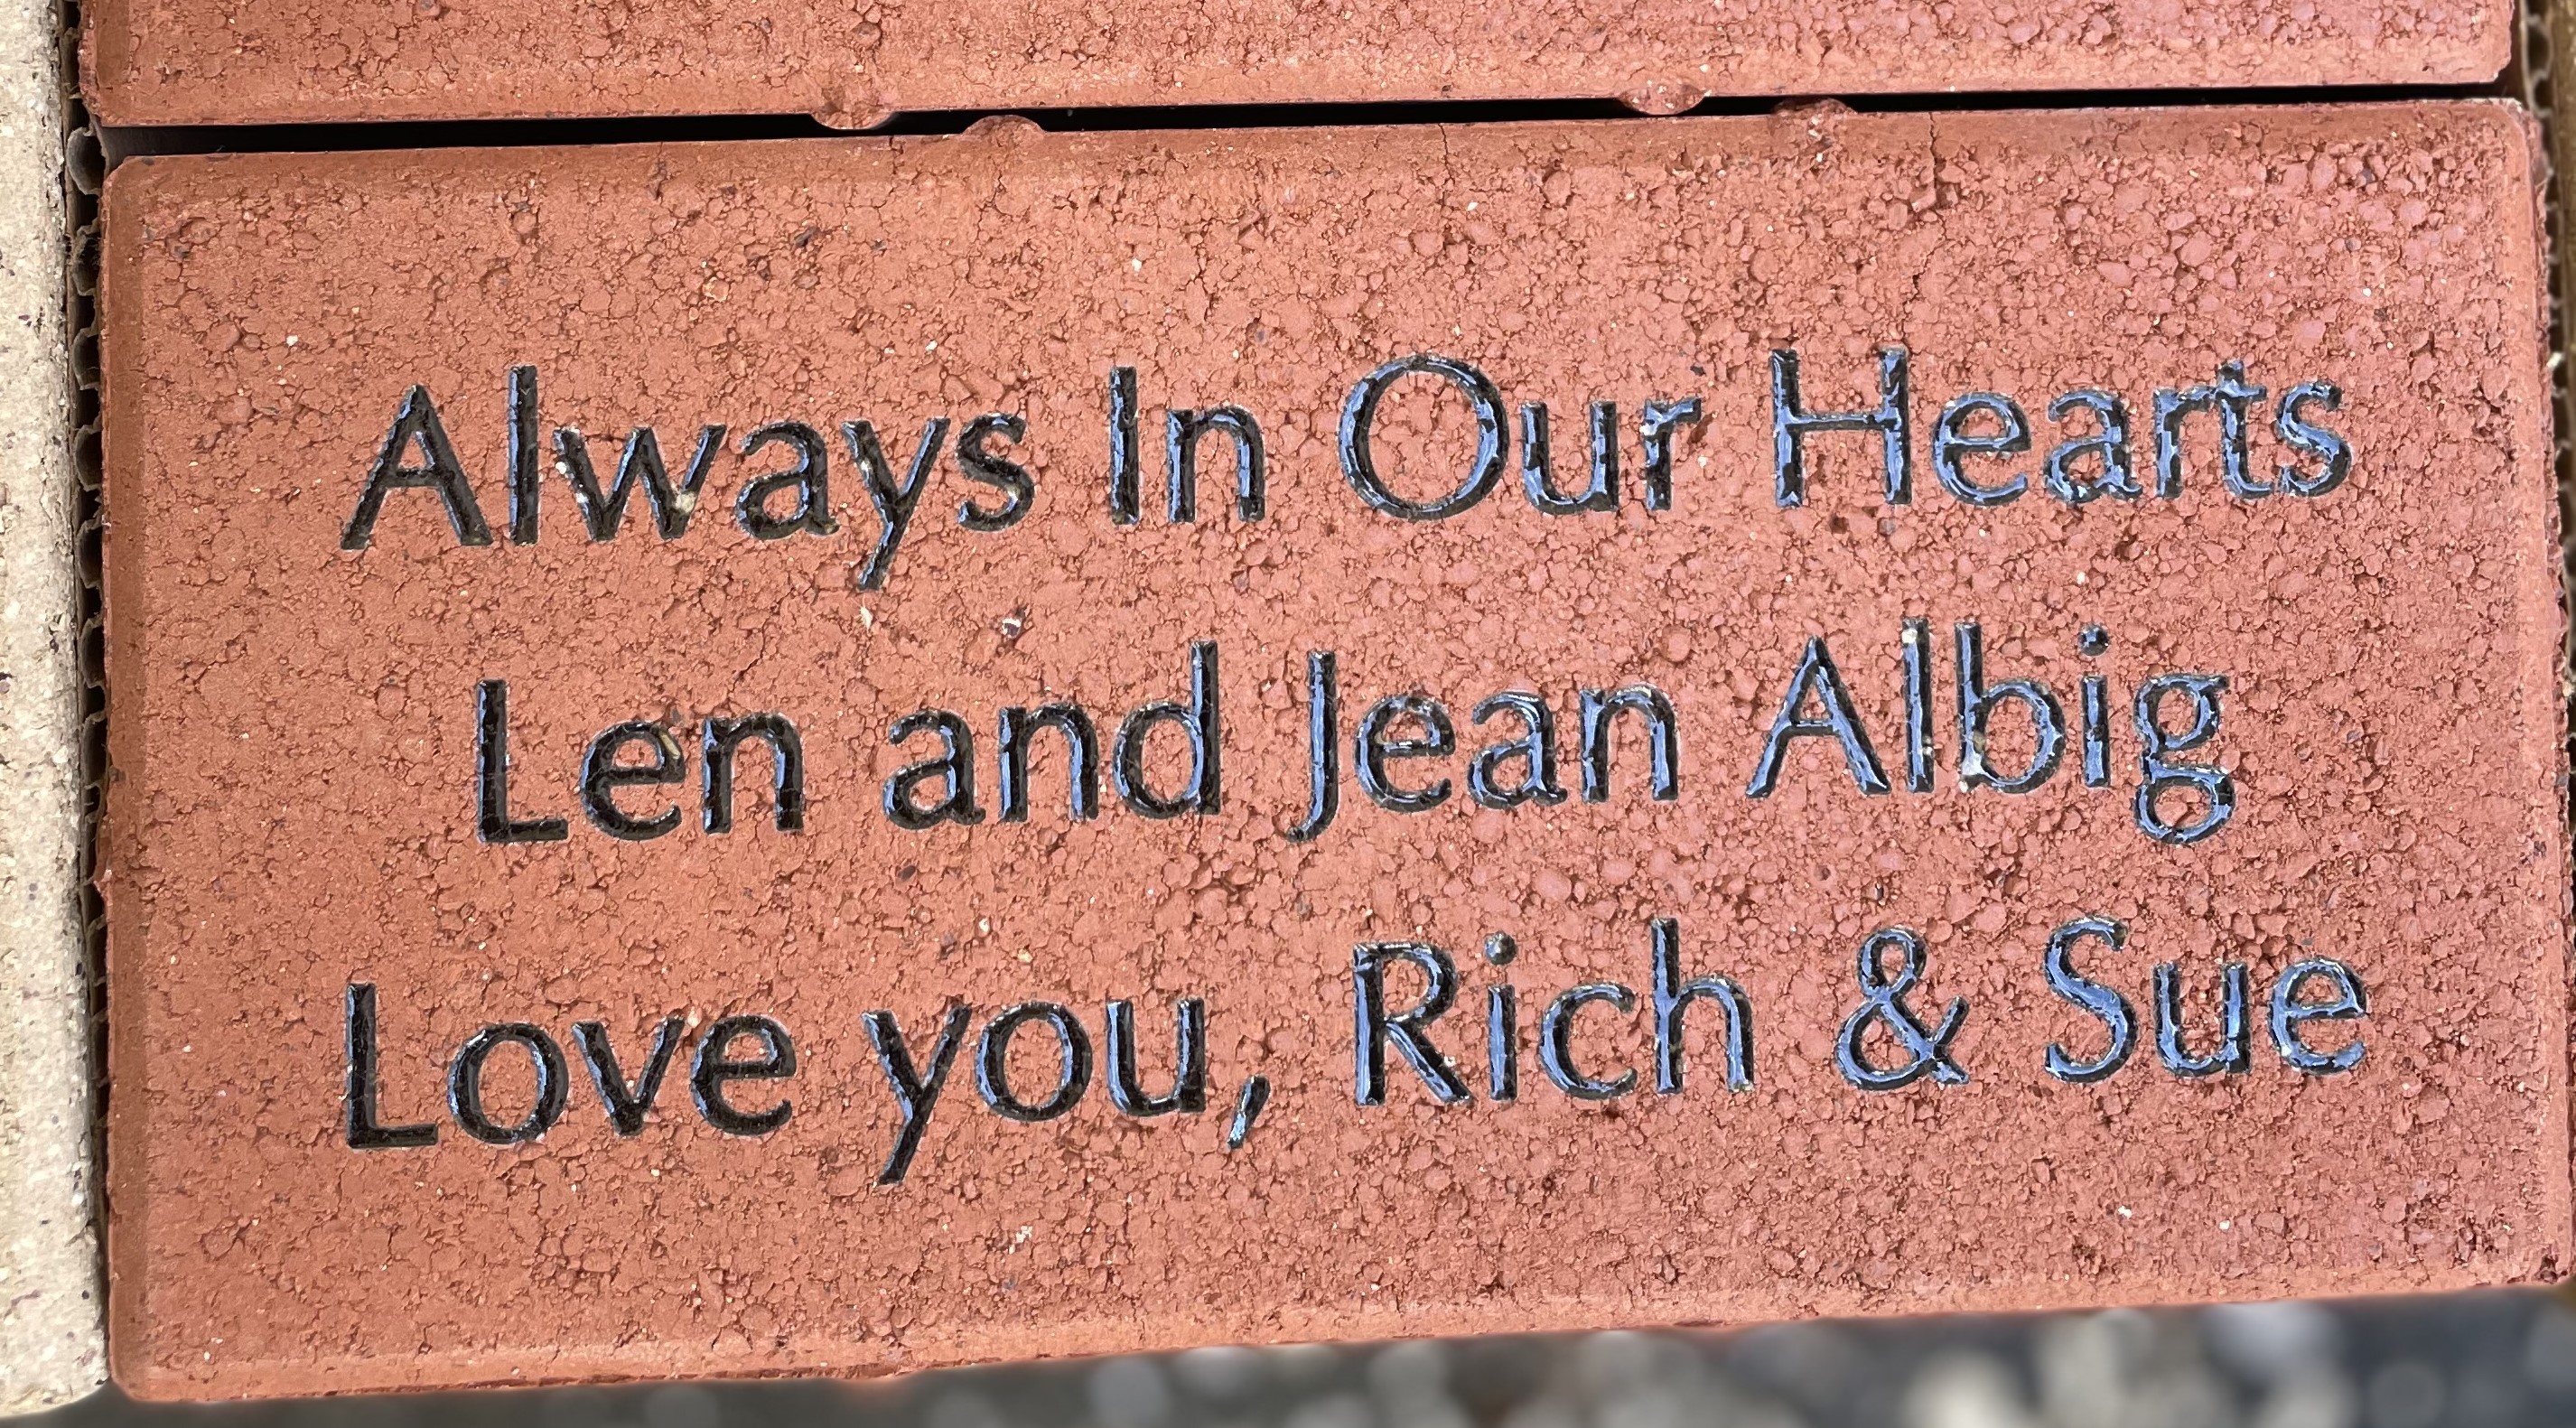 Always In Our Hearts
Len and Jean Albig
Love you, Rich & Sue